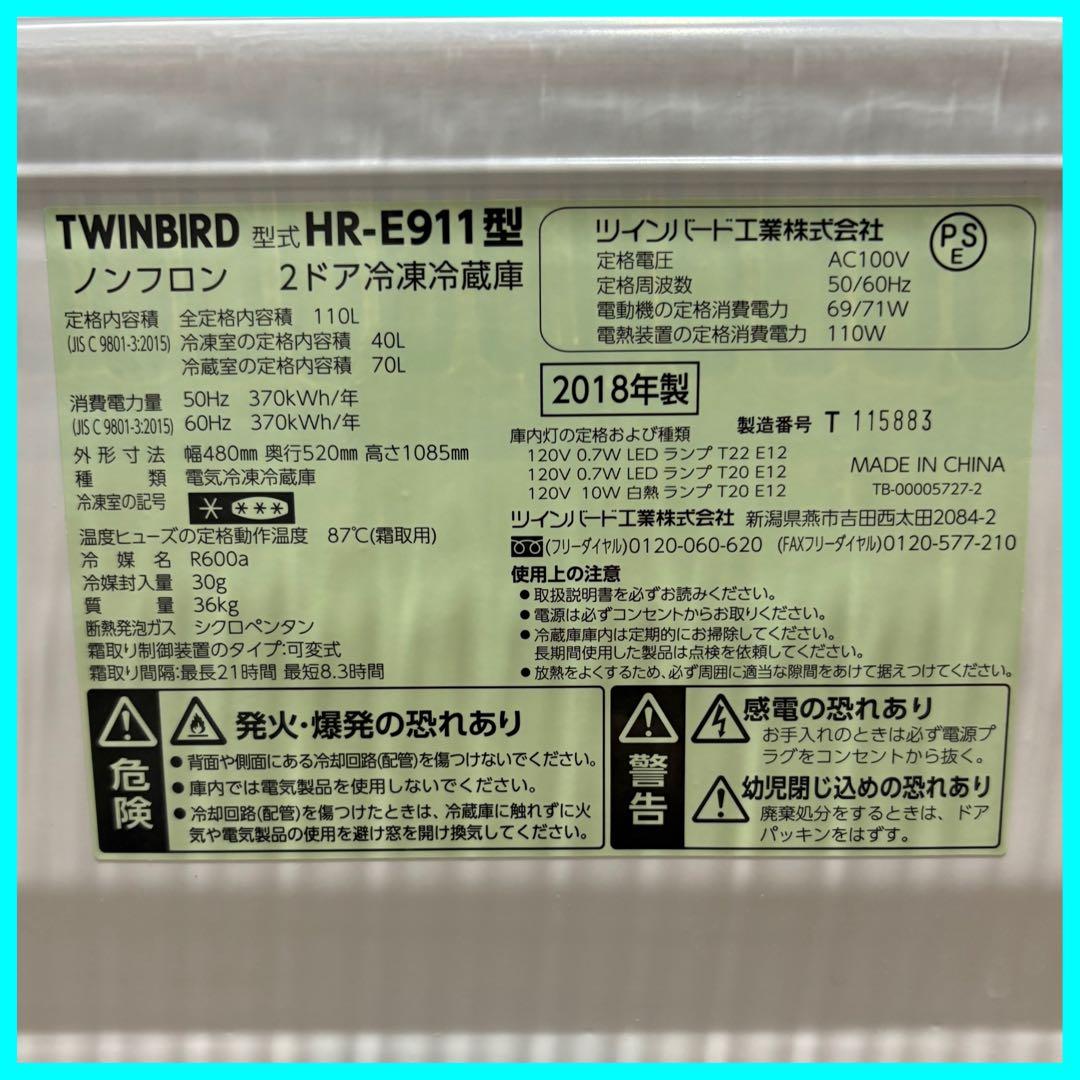 TWINBIRD 型式 HR-E911型
ノンフロン 2ドア冷凍冷蔵庫
定格内容積 全定格内容積 110L
(JIS C 9801-3:2015) 冷凍室の定格内容積 40L
冷蔵室の定格内容積 70L
消費電力量 50Hz 370kWh/年
(JIS C 9801-3:2015) 60Hz 370kWh/年
外形寸法 幅480mm 奥行520mm 高さ1085mm
種類 電気冷凍冷蔵庫
冷凍室の記号
温度ヒューズの定格動作温度 87℃(霜取用)
冷媒名 R600a
冷媒封入量 30g
質量 36kg
断熱発泡ガス シクロペンタン
霜取り制御装置のタイプ:可変式
霜取り間隔:最長21時間 最短8.3時間
ツインバード工業株式会社
PSE
定格電圧 AC100V
定格周波数 50/60Hz
電動機の定格消費電力 69/71W
電熱装置の定格消費電力 110W
2018年製
製造番号 T 115883
庫内灯の定格および種類
120V 0.7W LED ランプ T22 E12
120V 0.7W LED ランプ T20 E12
120V 10W 白熱 ランプ T20 E12
MADE IN CHINA
TB-00005727-2
ツインバード工業株式会社 新潟県燕市吉田西太田2084-2
(フリーダイヤル)0120-060-620 (FAXフリーダイヤル)0120-577-210
使用上の注意
●取扱説明書を必ずお読みください。
●電源は必ずコンセントからお取りください。
●冷蔵庫庫内は定期的にお掃除してください。
長期間使用した製品は点検を依頼してください。
●放熱をよくするため、必ず周囲に適当な隙間をあけて据えつけてください。
危険
発火・爆発の恐れあり
●背面や側面にある冷却回路(配管)を傷つけないでください。
●庫内では電気製品を使用しないでください。
●冷却回路(配管)を傷つけたときは、冷蔵庫に触れずに火
気や電気製品の使用を避け窓を開け換気してください。
警告
感電の恐れあり
お手入れのときは必ず電源プ
ラグをコンセントから抜く。
幼児閉じ込めの恐れあり
廃棄処分をするときは、ドア
パッキンをはずす。